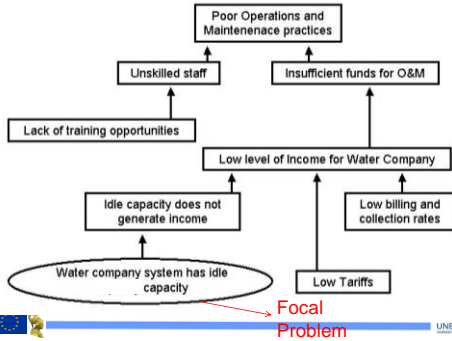 Poor Operations and
Maintenenace practices
Unskilled staff
Insufficient funds for O&M
Lack of training opportunities
Low level of Income for Water Company
Idle capacity does not
generate income
Low billing and
collection rates
Water company system has idle
capacity
Low Tariffs
Focal
Problem
UNE